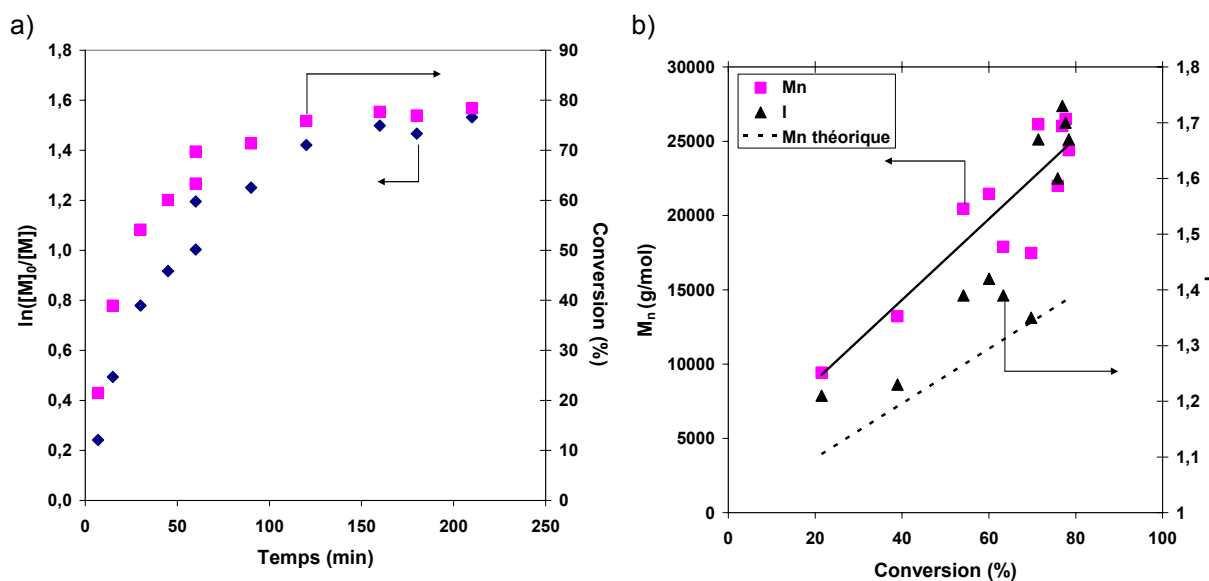 a)
1,8
1,6
1,4
1,2
1,0
0,8
0,6
0,4
0,2
0,0
ln([M]₀/[M])
90
80
70
60
50
40
30
20
10
0
Conversion (%)
0 50 100 150 200 250
Temps (min)
b)
30000
25000
20000
15000
10000
5000
0
Mₙ (g/mol)
Mn
I
Mn théorique
1,8
1,7
1,6
1,5
1,4
1,3
1,2
1,1
1
I
0 20 40 60 80 100
Conversion (%)